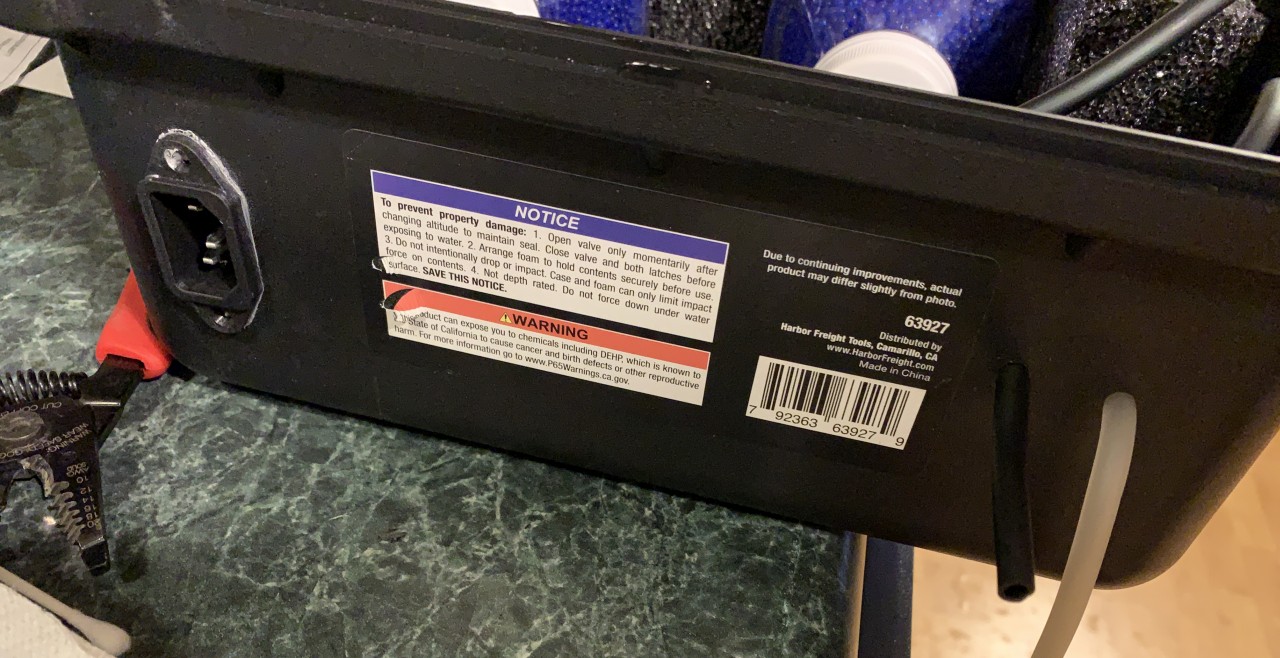 NOTICE
To prevent property damage: 1. Open valve only momentarily after
changing altitude to maintain seal. Close valve and both latches before
exposing to water. 2. Arrange foam to hold contents securely before use.
3. Do not intentionally drop or impact. Case and foam can only limit impact
force on contents. 4. Not depth rated. Do not force down under water
surface. SAVE THIS NOTICE.
WARNING
product can expose you to chemicals including DEHP, which is known to
State of California to cause cancer and birth defects or other reproductive
harm. For more information go to www.P65Warnings.ca.gov.
Due to continuing improvements, actual
product may differ slightly from photo.
63927
Distributed by
Harbor Freight Tools, Camarillo, CA
www.HarborFreight.com
Made in China
7 92363 63927 9
AWG
10
12
14
16
18